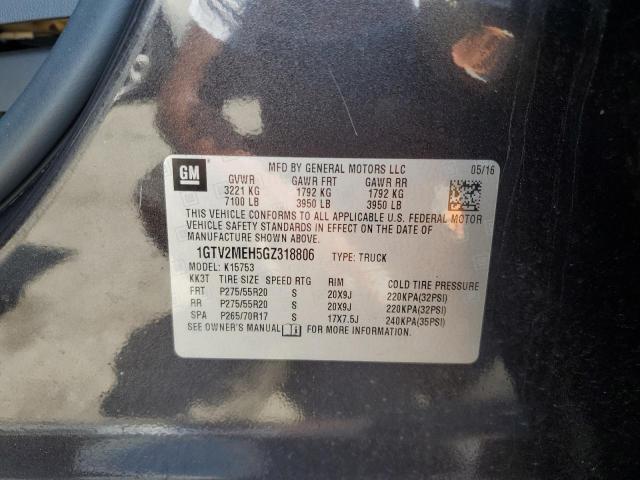 GM MFD BY GENERAL MOTORS LLC 05/16
GVWR GAWR FRT GAWR RR
3221 KG 1792 KG 1792 KG
7100 LB 3950 LB 3950 LB
THIS VEHICLE CONFORMS TO ALL APPLICABLE U.S. FEDERAL MOTOR
VEHICLE SAFETY STANDARDS IN EFFECT ON THE DATE OF
MANUFACTURE SHOWN ABOVE.
1GTV2MEH5GZ318806 TYPE: TRUCK
MODEL: K15753
KK3T TIRE SIZE SPEED RTG RIM COLD TIRE PRESSURE
FRT P275/55R20 S 20X9J 220KPA(32PSI)
RR P275/55R20 S 20X9J 220KPA(32PSI)
SPA P265/70R17 S 17X7.5J 240KPA(35PSI)
SEE OWNER'S MANUAL FOR MORE INFORMATION.